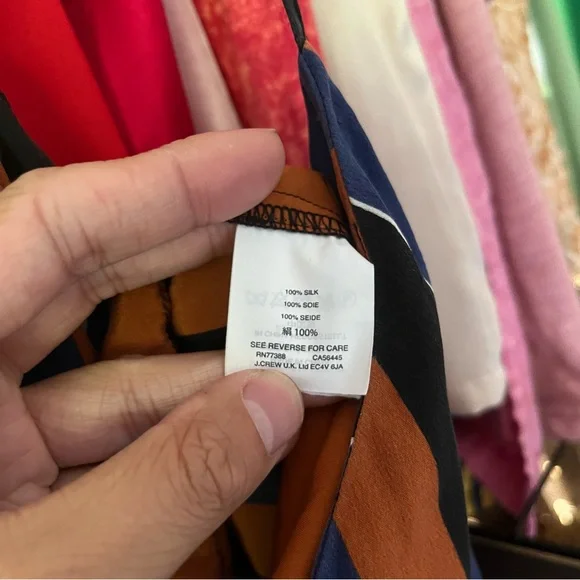 100% SILK
100% SOIE
100% SEIDE
絹 100%
SEE REVERSE FOR CARE
RN77388 CA56445
J.CREW U.K. Ltd EC4V 6JA